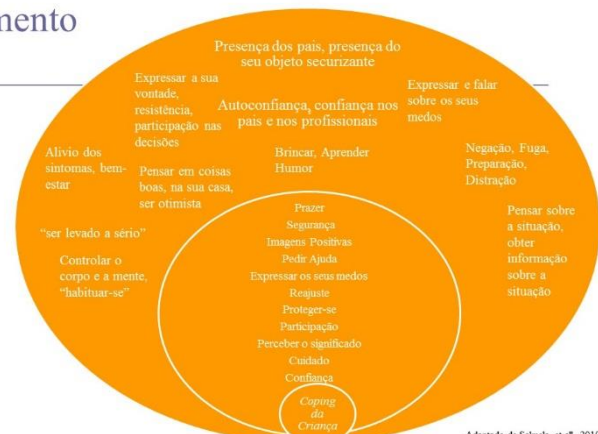 mento
Presença dos pais, presença do
seu objeto securizante
Expressar a sua
vontade,
resistência,
participação nas
decisões
Autoconfiança, confiança nos
pais e nos profissionais
Expressar e falar
sobre os seus
medos
Alivio dos
sintomas, bem-
estar
Pensar em coisas
boas, na sua casa,
ser otimista
Brincar, Aprender
Humor
Negação, Fuga,
Preparação,
Distração
"ser levado a sério"
Controlar o
corpo e a mente,
"habituar-se"
Pensar sobre
a situação,
obter
informação
sobre a
situação
Prazer
Segurança
Imagens Positivas
Pedir Ajuda
Expressar os seus medos
Reajuste
Proteger-se
Participação
Perceber o significado
Cuidado
Confiança
Coping
da
Criança